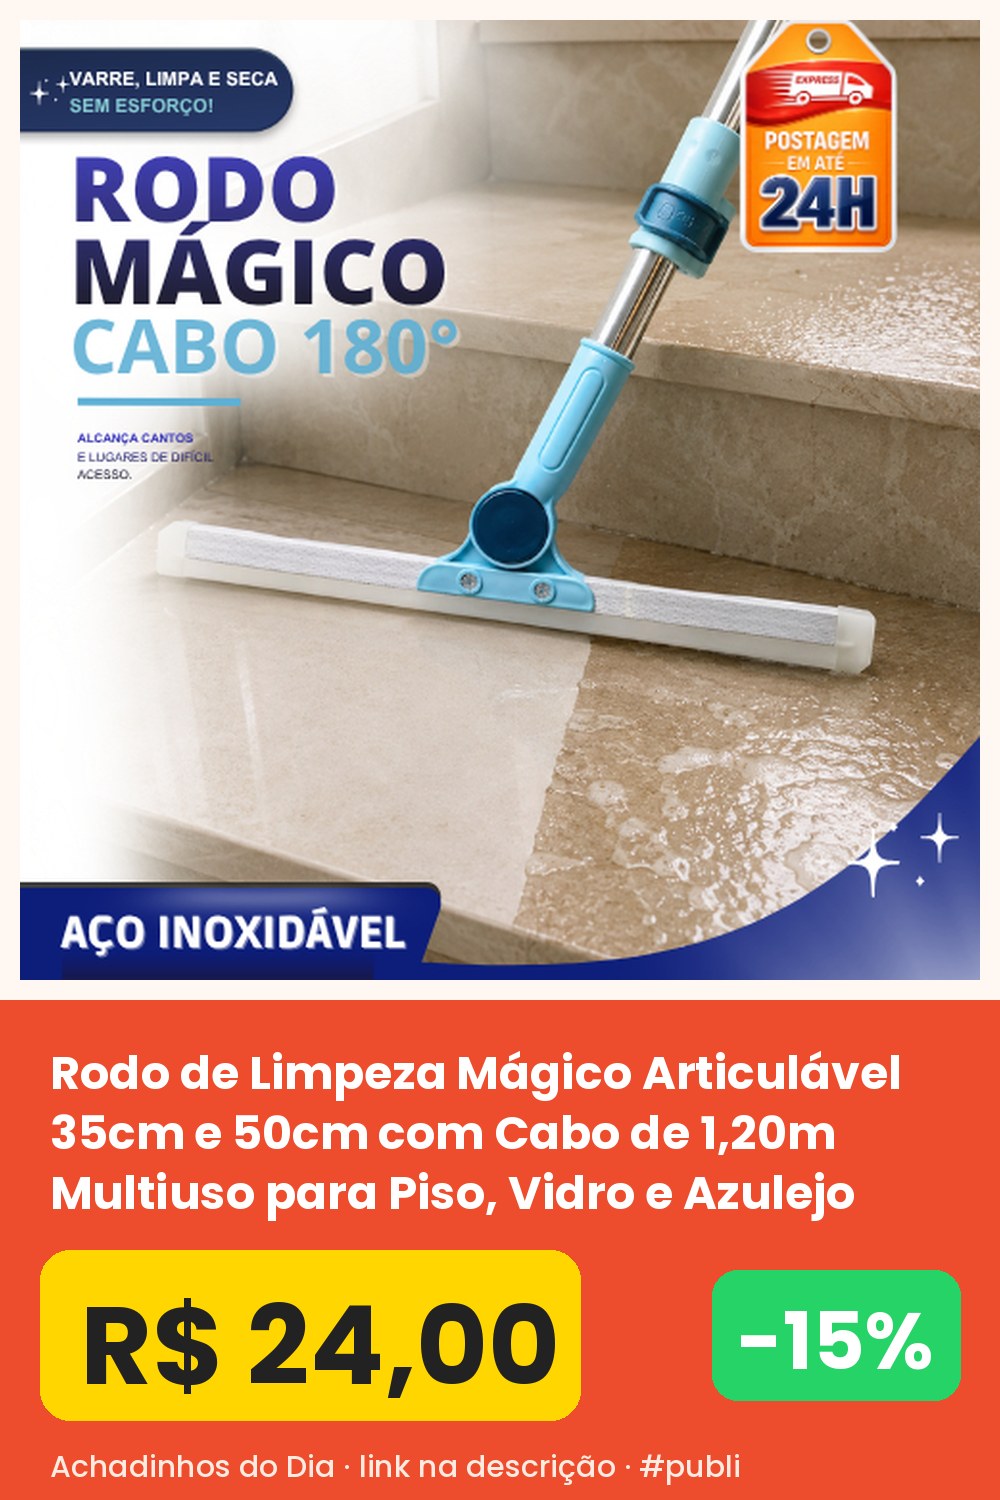 VARRE, LIMPA E SECA
SEM ESFORÇO!
EXPRESS
POSTAGEM
EM ATÉ
24H
RODO
MÁGICO
CABO 180°
ALCANÇA CANTOS
E LUGARES DE DIFÍCIL
ACESSO.
AÇO INOXIDÁVEL
Rodo de Limpeza Mágico Articulável
35cm e 50cm com Cabo de 1,20m
Multiuso para Piso, Vidro e Azulejo
R$ 24,00
-15%
Achadinhos do Dia · link na descrição · #publi